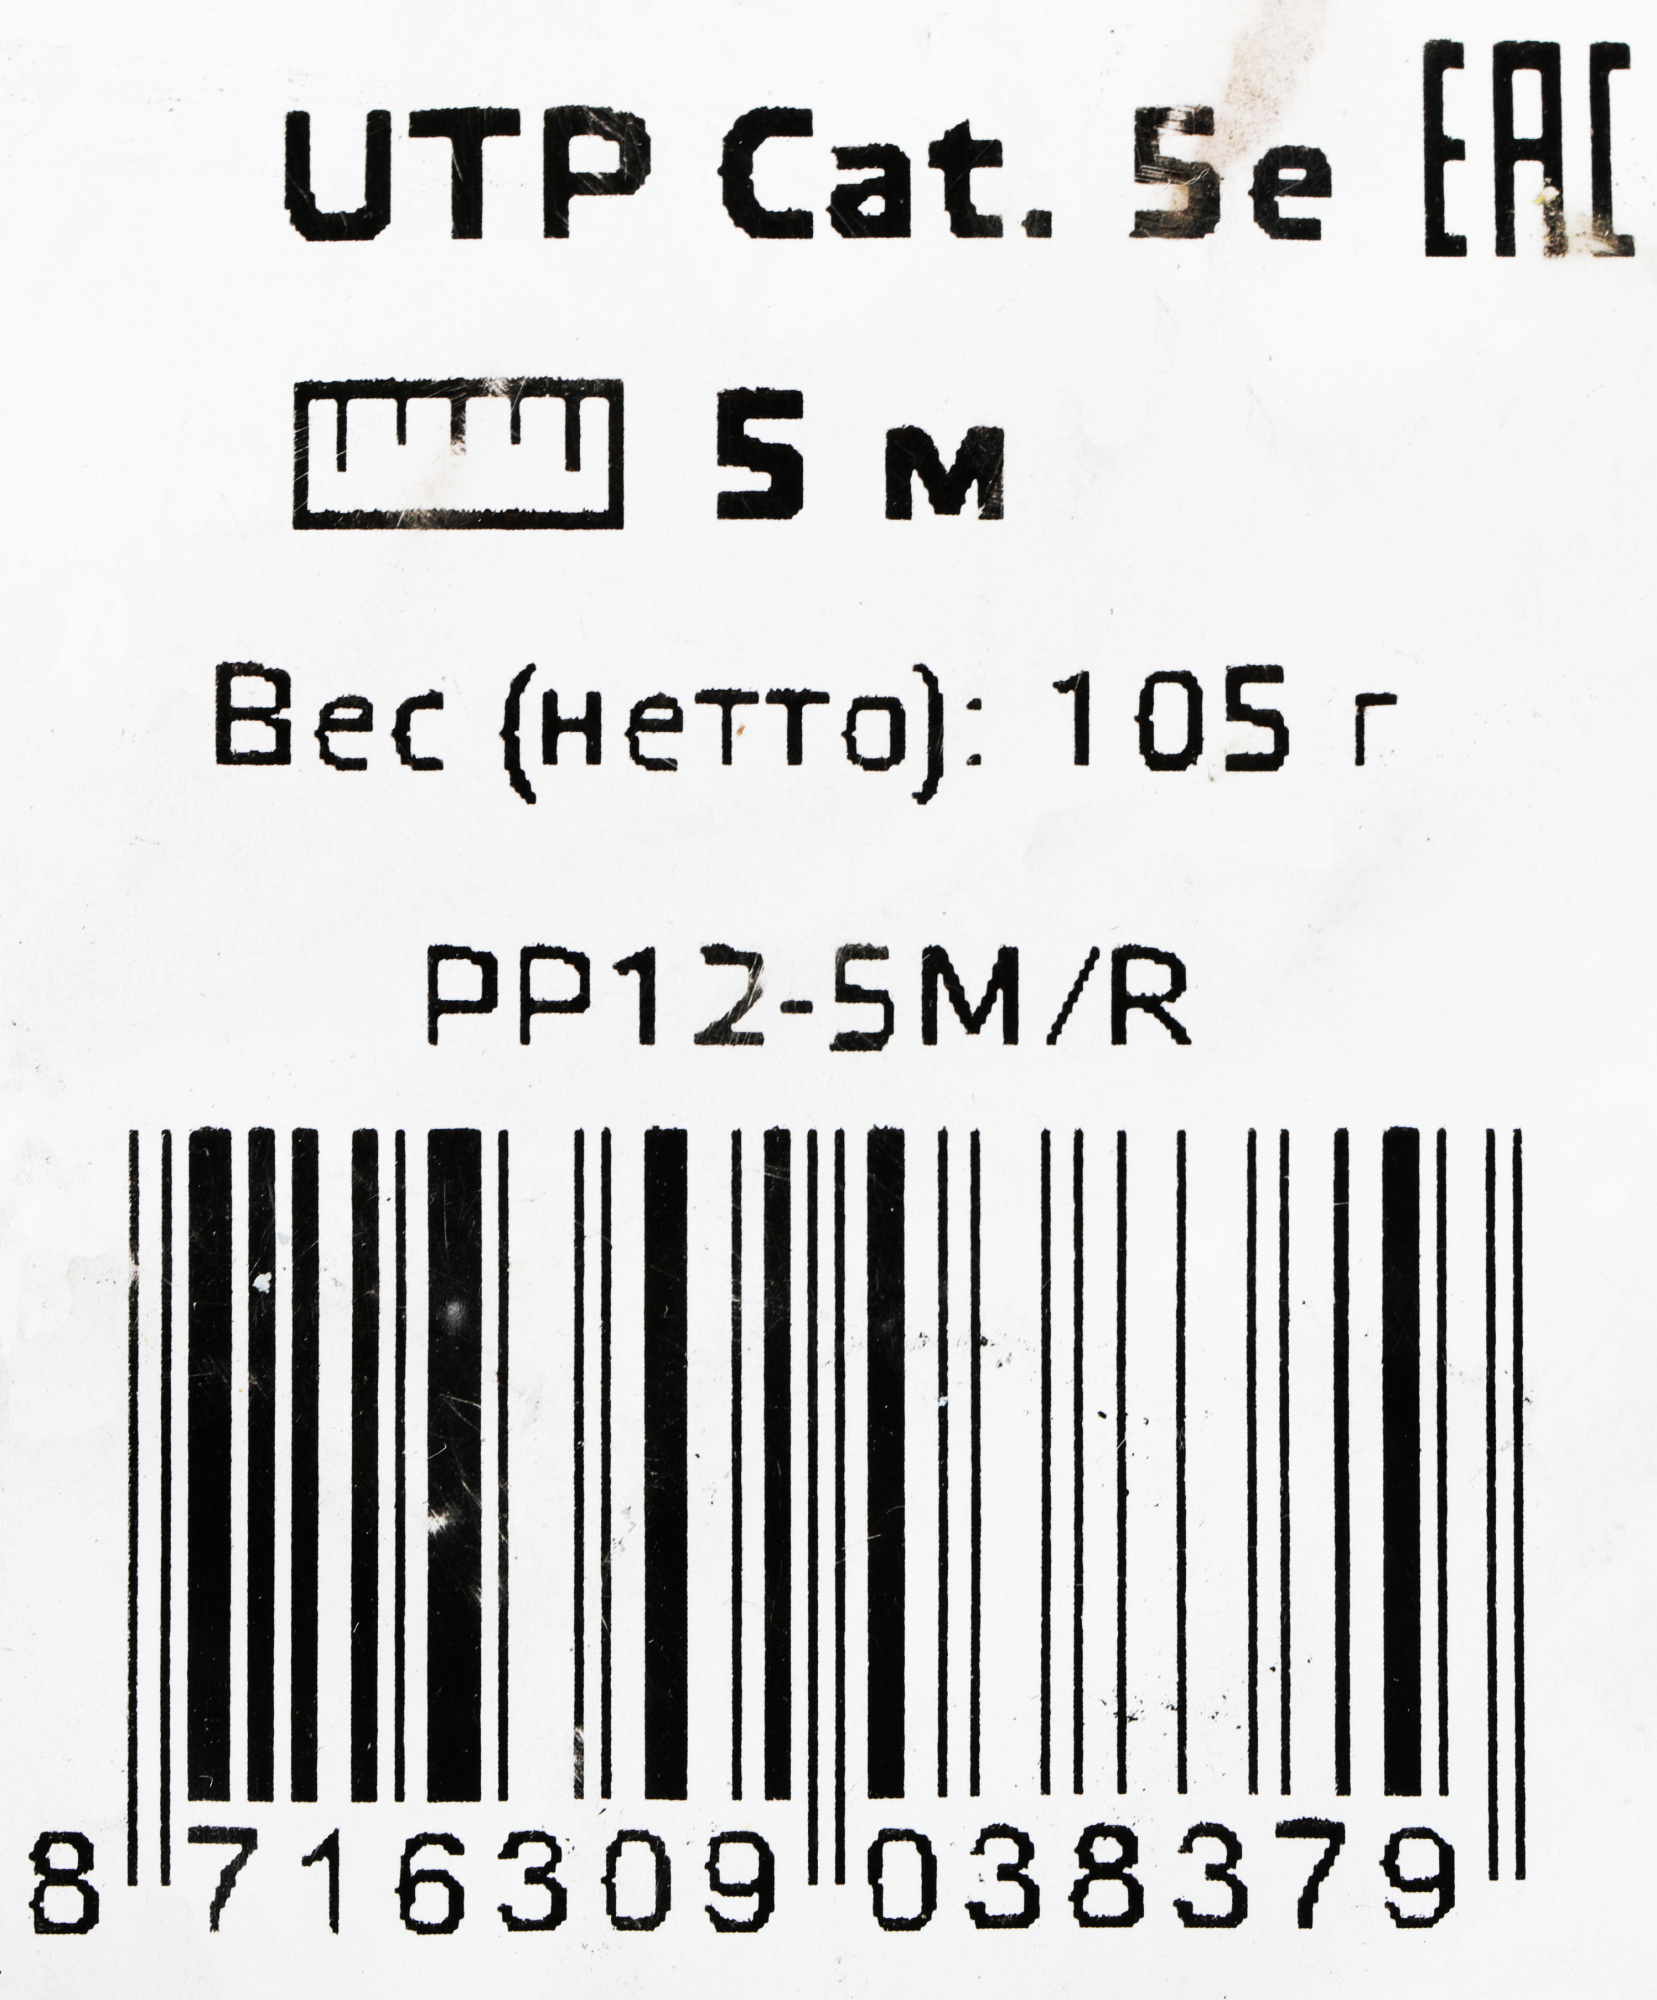 UTP Cat. 5e EAC
5 м
Вес (нетто): 105 г
PP12-5M/R
8 716309 038379